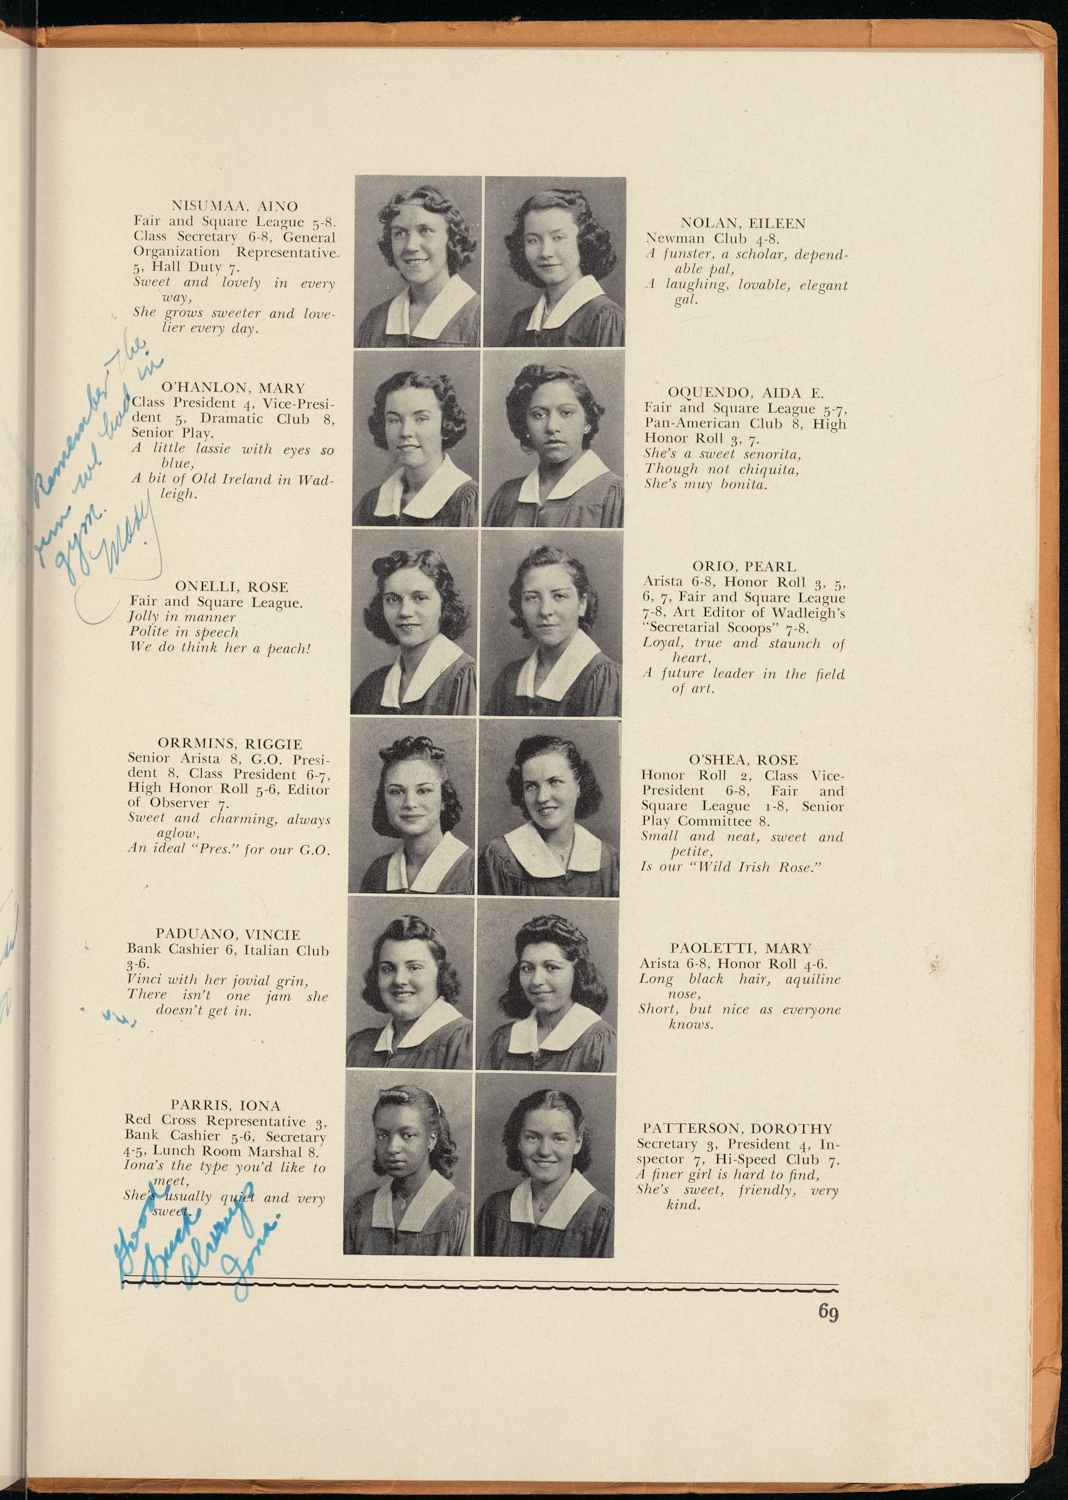 NISUMAA, AINO
Fair and Square League 5-8,
Class Secretary 6-8, General
Organization Representative
5, Hall Duty 7.
Sweet and lovely in every
way,
She grows sweeter and love-
lier every day.
NOLAN, EILEEN
Newman Club 4-8.
A funster, a scholar, depend-
able pal,
A laughing, lovable, elegant
gal.
Remember the
fun we had in
gym.
Mary
O'HANLON, MARY
Class President 4, Vice-Presi-
dent 5, Dramatic Club 8,
Senior Play.
A little lassie with eyes so
blue,
A bit of Old Ireland in Wad-
leigh.
OQUENDO, AIDA E.
Fair and Square League 5-7,
Pan-American Club 8, High
Honor Roll 3, 7.
She's a sweet senorita,
Though not chiquita,
She's muy bonita.
ONELLI, ROSE
Fair and Square League.
Jolly in manner
Polite in speech
We do think her a peach!
ORIO, PEARL
Arista 6-8, Honor Roll 3, 5,
6, 7, Fair and Square League
7-8, Art Editor of Wadleigh's
"Secretarial Scoops" 7-8.
Loyal, true and staunch of
heart,
A future leader in the field
of art.
ORRMINS, RIGGIE
Senior Arista 8, G.O. Presi-
dent 8, Class President 6-7,
High Honor Roll 5-6, Editor
of Observer 7.
Sweet and charming, always
aglow,
An ideal "Pres." for our G.O.
O'SHEA, ROSE
Honor Roll 2, Class Vice-
President 6-8, Fair and
Square League 1-8, Senior
Play Committee 8.
Small and neat, sweet and
petite,
Is our "Wild Irish Rose."
PADUANO, VINCIE
Bank Cashier 6, Italian Club
3-6.
Vinci with her jovial grin,
There isn't one jam she
doesn't get in.
PAOLETTI, MARY
Arista 6-8, Honor Roll 4-6.
Long black hair, aquiline
nose,
Short, but nice as everyone
knows.
PARRIS, IONA
Red Cross Representative 3,
Bank Cashier 5-6, Secretary
4-5, Lunch Room Marshal 8.
Iona's the type you'd like to
meet,
She's usually quiet and very
sweet.
Good
Luck
Always
Iona.
PATTERSON, DOROTHY
Secretary 3, President 4, In-
spector 7, Hi-Speed Club 7.
A finer girl is hard to find,
She's sweet, friendly, very
kind.
69